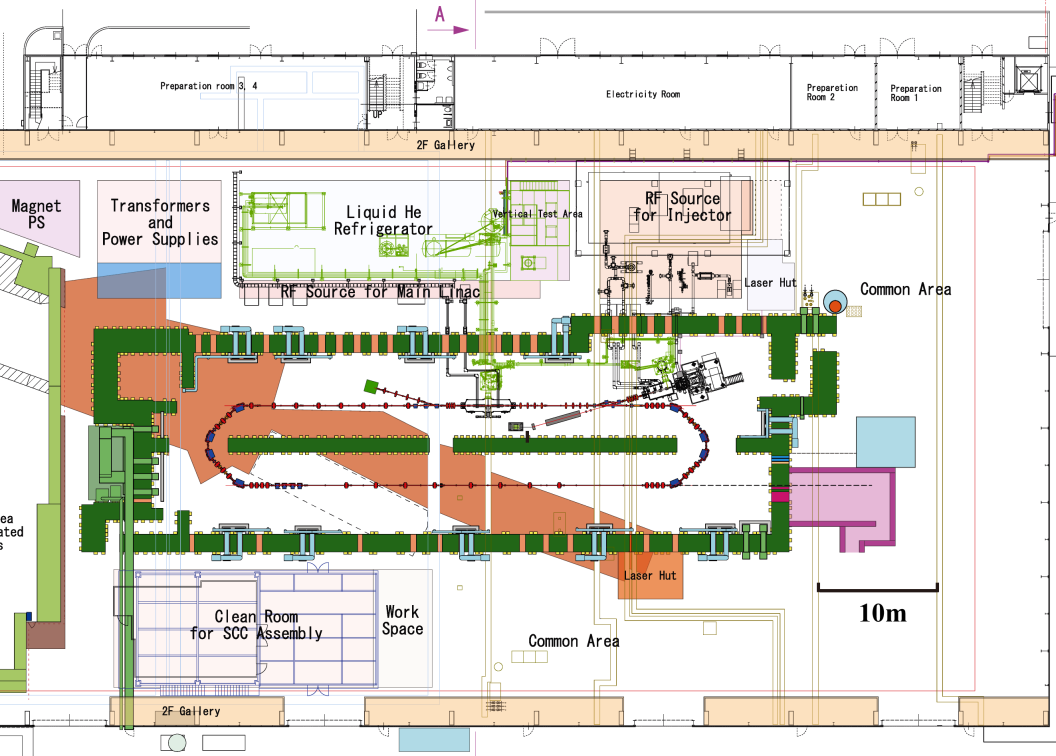 A
Preparation room 3, 4
Electricity Room
Preparetion
Room 2
Preparation
Room 1
UP
2F Gallery
Magnet
PS
Transformers
and
Power Supplies
Liquid He
Refrigerator
Vertical Test Area
RF Source
for Injector
RF Source for Main Linac
Laser Hut
Common Area
ea
ated
s
Laser Hut
10m
Clean Room
for SCC Assembly
Work
Space
Common Area
2F Gallery